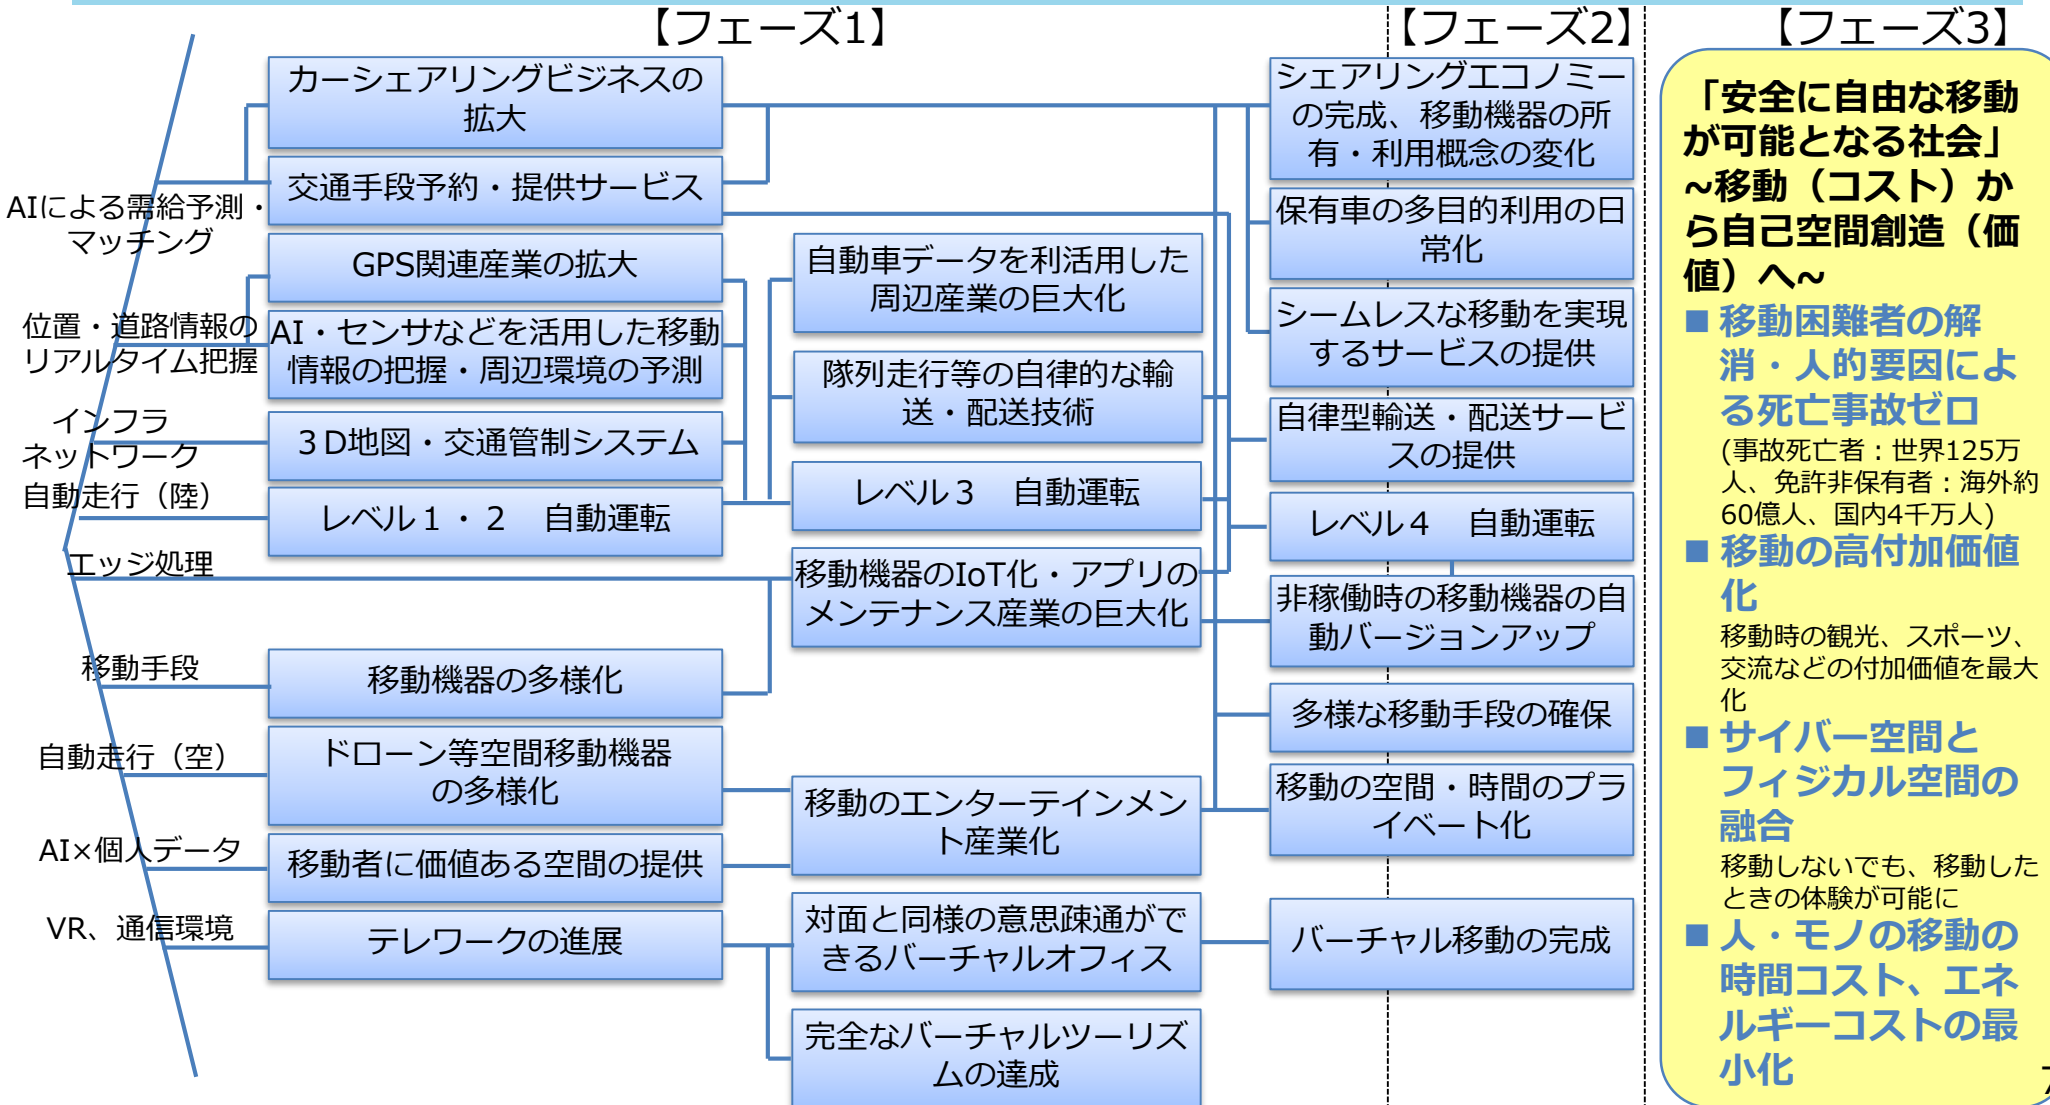 【フェーズ1】
【フェーズ2】
【フェーズ3】
AIによる需給予測・
マッチング
位置・道路情報の
リアルタイム把握
インフラ
ネットワーク
自動走行（陸）
エッジ処理
移動手段
自動走行（空）
AI×個人データ
VR、通信環境
カーシェアリングビジネスの
拡大
交通手段予約・提供サービス
GPS関連産業の拡大
AI・センサなどを活用した移動
情報の把握・周辺環境の予測
３D地図・交通管制システム
レベル１・２　自動運転
移動機器の多様化
ドローン等空間移動機器
の多様化
移動者に価値ある空間の提供
テレワークの進展
自動車データを利活用した
周辺産業の巨大化
隊列走行等の自律的な輸
送・配送技術
レベル３　自動運転
移動機器のIoT化・アプリの
メンテナンス産業の巨大化
移動のエンターテインメン
ト産業化
対面と同様の意思疎通がで
きるバーチャルオフィス
完全なバーチャルツーリズ
ムの達成
シェアリングエコノミー
の完成、移動機器の所
有・利用概念の変化
保有車の多目的利用の日
常化
シームレスな移動を実現
するサービスの提供
自律型輸送・配送サービ
スの提供
レベル４　自動運転
非稼働時の移動機器の自
動バージョンアップ
多様な移動手段の確保
移動の空間・時間のプラ
イベート化
バーチャル移動の完成
「安全に自由な移動
が可能となる社会」
~移動（コスト）か
ら自己空間創造（価
値）へ~
■ 移動困難者の解
消・人的要因によ
る死亡事故ゼロ
(事故死亡者：世界125万
人、免許非保有者：海外約
60億人、国内4千万人)
■ 移動の高付加価値
化
移動時の観光、スポーツ、
交流などの付加価値を最大
化
■ サイバー空間と
フィジカル空間の
融合
移動しないでも、移動した
ときの体験が可能に
■ 人・モノの移動の
時間コスト、エネ
ルギーコストの最
小化
7